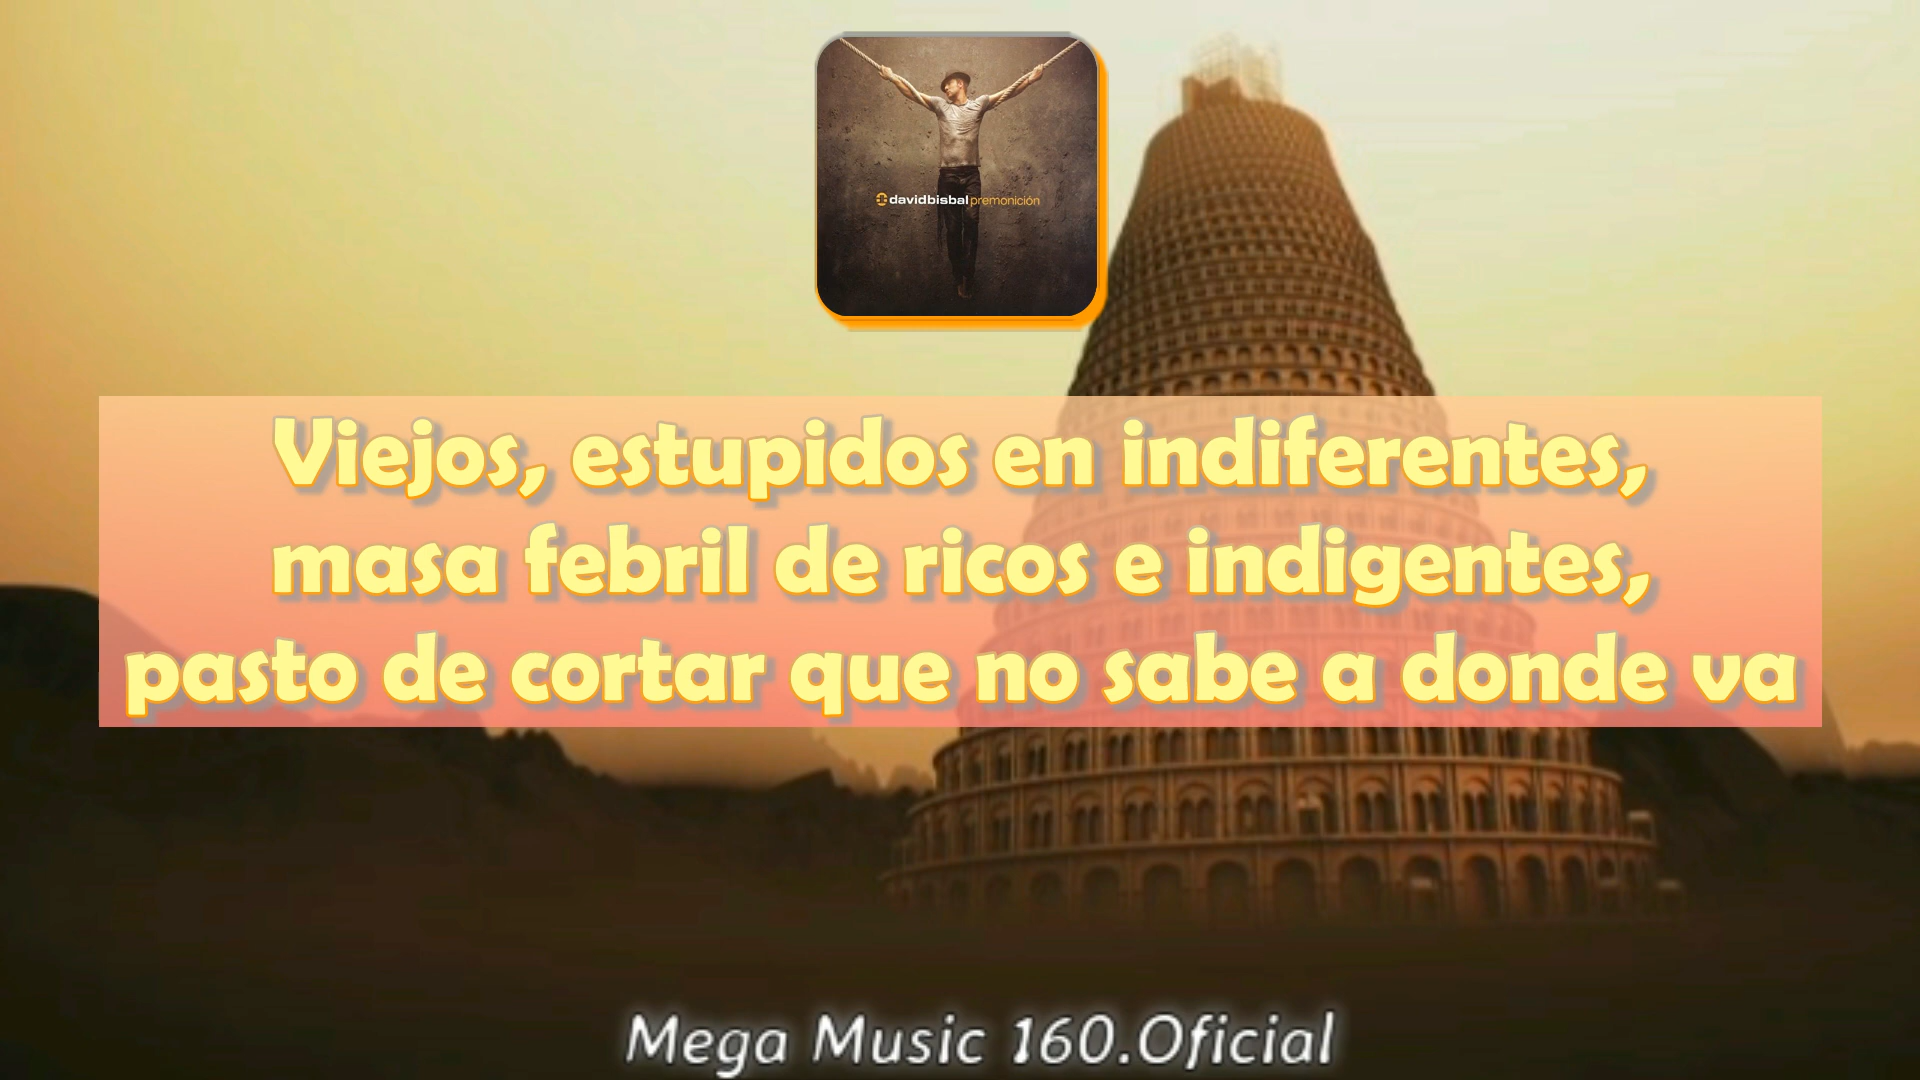 davidbisbal premonición
Viejos, estupidos en indiferentes,
masa febril de ricos e indigentes,
pasto de cortar que no sabe a donde va
Mega Music 160.Oficial